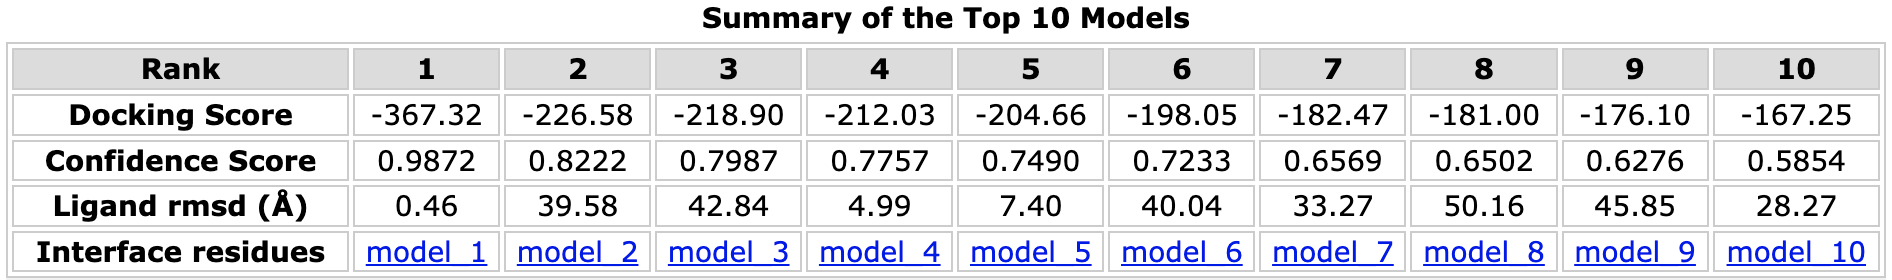 Summary of the Top 10 Models
Rank 1 2 3 4 5 6 7 8 9 10
Docking Score -367.32 -226.58 -218.90 -212.03 -204.66 -198.05 -182.47 -181.00 -176.10 -167.25
Confidence Score 0.9872 0.8222 0.7987 0.7757 0.7490 0.7233 0.6569 0.6502 0.6276 0.5854
Ligand rmsd (Å) 0.46 39.58 42.84 4.99 7.40 40.04 33.27 50.16 45.85 28.27
Interface residues model_1 model_2 model_3 model_4 model_5 model_6 model_7 model_8 model_9 model_10